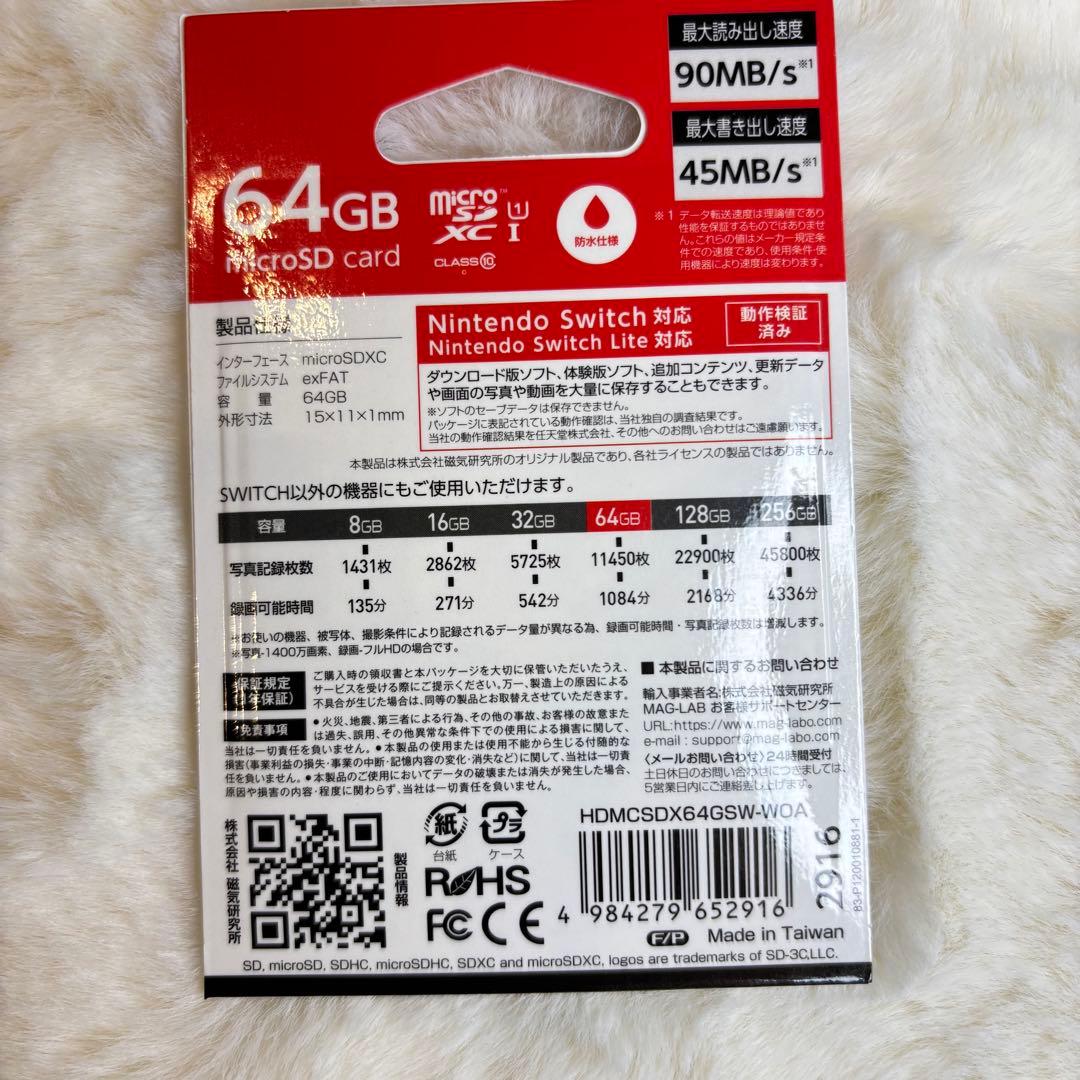 最大読み出し速度
90MB/s※1
最大書き出し速度
45MB/s※1
※1 データ転送速度は理論値であり
性能を保証するものではありませ
ん。これらの値はメーカー規定条
件での速度であり、使用条件・使
用機器により速度は変わります。
64GB
microSD card
micro SD XC I U1
CLASS10
防水仕様
製品仕様
インターフェース microSDXC
ファイルシステム exFAT
容量 64GB
外形寸法 15×11×1mm
Nintendo Switch 対応
Nintendo Switch Lite 対応
動作検証
済み
ダウンロード版ソフト、体験版ソフト、追加コンテンツ、更新データ
や画面の写真や動画を大量に保存することもできます。
※ソフトのセーブデータは保存できません。
パッケージに表記されている動作確認は、当社独自の調査結果です。
当社の動作確認結果を任天堂株式会社、その他へのお問い合わせはご遠慮願います。
本製品は株式会社磁気研究所のオリジナル製品であり、各社ライセンスの製品ではありません。
SWITCH以外の機器にもご使用いただけます。
容量 8GB 16GB 32GB 64GB 128GB 256GB
写真記録枚数 1431枚 2862枚 5725枚 11450枚 22900枚 45800枚
録画可能時間 135分 271分 542分 1084分 2168分 4336分
※お使いの機器、被写体、撮影条件により記録されるデータ量が異なる為、録画可能時間・写真記録枚数は増減します。
※写真-1400万画素、録画-フルHDの場合です。
保証規定
(1年保証)
ご購入時の領収書と本パッケージを大切に保管いただいたうえ、
サービスを受ける際にご提示ください。万一、製造上の原因による
不具合が生じた場合は、同等の製品とお取替えさせていただきます。
免責事項
●火災、地震、第三者による行為、その他の事故、お客様の故意また
は過失、誤用、その他異常な条件下での使用による損害に関して、
当社は一切責任を負いません。●本製品の使用または使用不能から生じる付随的な
損害(事業利益の損失・事業の中断・記憶内容の変化・消失など)に関して、当社は一切責
任を負いません。●本製品のご使用においてデータの破壊または消失が発生した場合、
原因や損害の内容・程度に関わらず、当社は一切責任を負いません。
■ 本製品に関するお問い合わせ
輸入事業者名:株式会社磁気研究所
MAG-LAB お客様サポートセンター
URL:https://www.mag-labo.com
e-mail : support@mag-labo.com
〈メールお問い合わせ〉24時間受付
土日休日のお問い合わせにつきましては、
5営業日内にご連絡差し上げます。
株式会社 磁気研究所
製品情報
紙
台紙
プラ
ケース
RoHS
FC CE
HDMCSDX64GSW-WOA
4 984279 652916
2916
83-P120010881-1
F/P Made in Taiwan
SD, microSD, SDHC, microSDHC, SDXC and microSDXC, logos are trademarks of SD-3C,LLC.